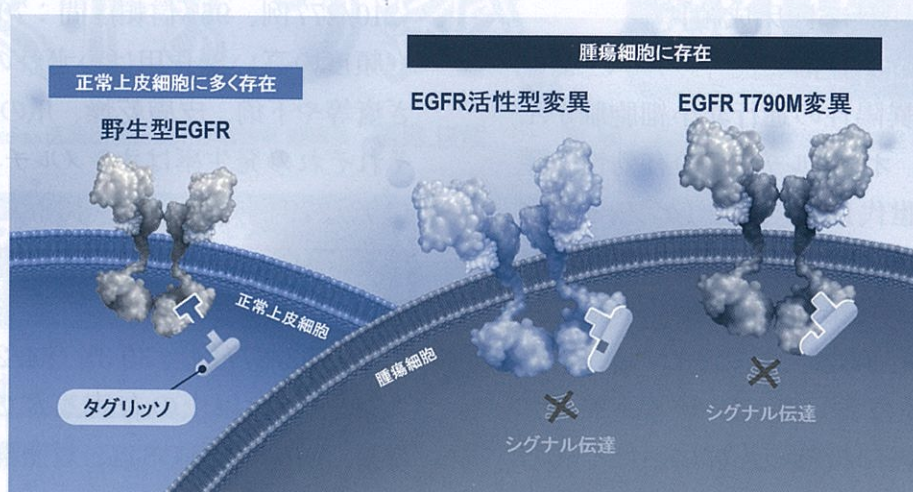 正常上皮細胞に多く存在
野生型EGFR
正常上皮細胞
タグリッソ
腫瘍細胞に存在
EGFR活性型変異
EGFR T790M変異
腫瘍細胞
シグナル伝達
シグナル伝達